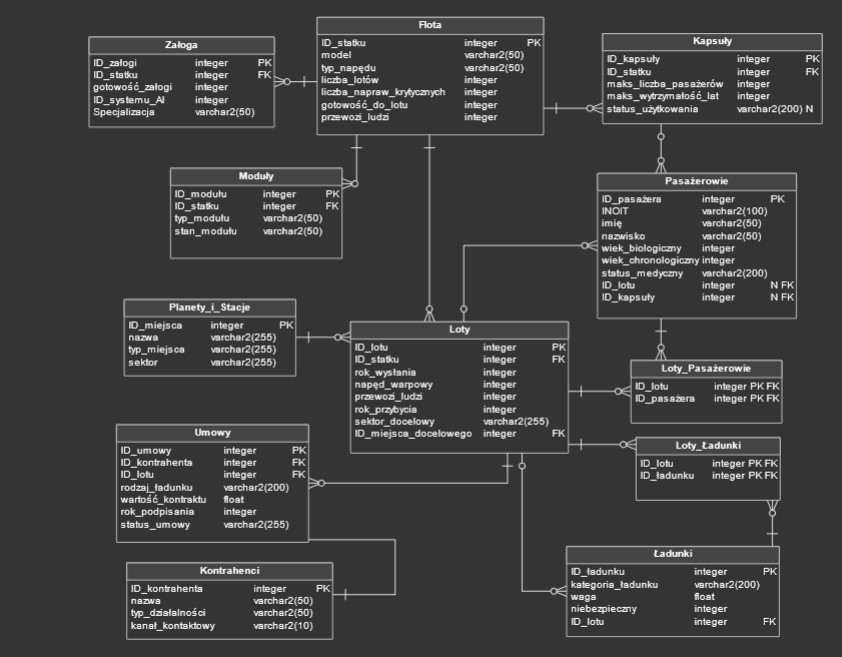 Flota
ID_statku integer PK
model varchar2(50)
typ_napędu varchar2(50)
liczba_lotów integer
liczba_napraw_krytycznych integer
gotowość_do_lotu integer
przewozi_ludzi integer
Załoga
ID_załogi integer PK
ID_statku integer FK
gotowość_załogi integer
ID_systemu_AI integer
Specjalizacja varchar2(50)
Kapsuły
ID_kapsuły integer PK
ID_statku integer FK
maks_liczba_pasażerów integer
maks_wytrzymałość_lat integer
status_użytkowania varchar2(200) N
Moduły
ID_modułu integer PK
ID_statku integer FK
typ_modułu varchar2(50)
stan_modułu varchar2(50)
Pasażerowie
ID_pasażera integer PK
INOIT varchar2(100)
imię varchar2(50)
nazwisko varchar2(50)
wiek_biologiczny integer
wiek_chronologiczny integer
status_medyczny varchar2(200)
ID_lotu integer N FK
ID_kapsuły integer N FK
Planety_i_Stacje
ID_miejsca integer PK
nazwa varchar2(255)
typ_miejsca varchar2(255)
sektor varchar2(255)
Loty
ID_lotu integer PK
ID_statku integer FK
rok_wysłania integer
napęd_warpowy integer
przewozi_ludzi integer
rok_przybycia integer
sektor_docelowy varchar2(255)
ID_miejsca_docelowego integer FK
Loty_Pasażerowie
ID_lotu integer PK FK
ID_pasażera integer PK FK
Umowy
ID_umowy integer PK
ID_kontrahenta integer FK
ID_lotu integer FK
rodzaj_ładunku varchar2(200)
wartość_kontraktu float
rok_podpisania integer
status_umowy varchar2(255)
Loty_Ładunki
ID_lotu integer PK FK
ID_ładunku integer PK FK
Ładunki
ID_ładunku integer PK
kategoria_ładunku varchar2(200)
waga float
niebezpieczny integer
ID_lotu integer FK
Kontrahenci
ID_kontrahenta integer PK
nazwa varchar2(50)
typ_działalności varchar2(50)
kanał_kontaktowy varchar2(10)